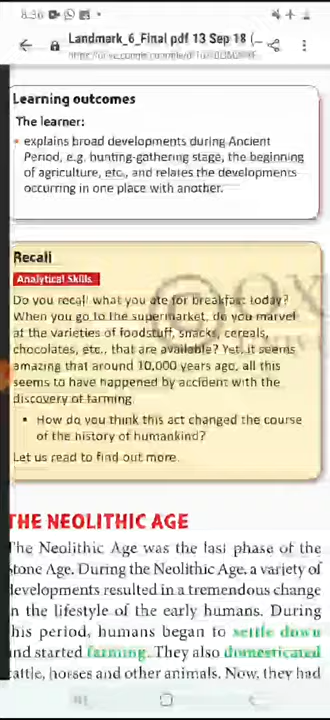 8:36
Landmark_6_Final pdf 13 Sep 18 (...
Learning outcomes
The learner:
• explains broad developments during Ancient
Period, e.g. hunting-gathering stage, the beginning
of agriculture, etc., and relates the developments
occurring in one place with another.
Recall
Analytical Skills
Do you recall what you ate for breakfast today?
When you go to the supermarket, do you marvel
at the varieties of foodstuff, snacks, cereals,
chocolates, etc., that are available? Yet, it seems
amazing that around 10,000 years ago, all this
seems to have happened by accident with the
discovery of farming.
• How do you think this act changed the course
of the history of humankind?
Let us read to find out more.
THE NEOLITHIC AGE
The Neolithic Age was the last phase of the
Stone Age. During the Neolithic Age, a variety of
developments resulted in a tremendous change
in the lifestyle of the early humans. During
this period, humans began to settle down
and started farming. They also domesticated
cattle, horses and other animals. Now, they had